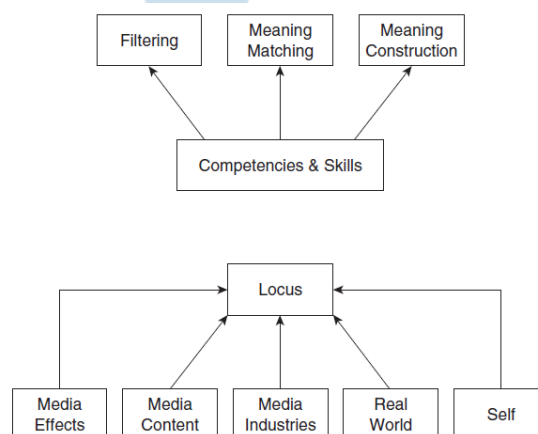 Filtering
Meaning
Matching
Meaning
Construction
Competencies & Skills
Locus
Media
Effects
Media
Content
Media
Industries
Real
World
Self